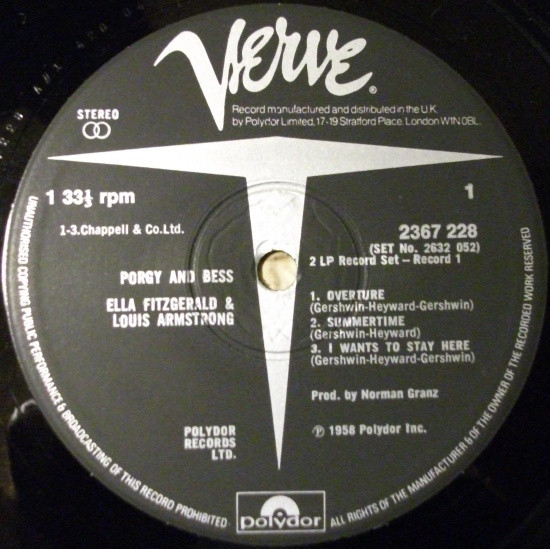 Verve®
Record manufactured and distributed in the U.K.
by Polydor Limited, 17-19 Stratford Place, London W1N 0BL.
STEREO
1 33⅓ rpm
1
1-3.Chappell & Co.Ltd.
2367 228
(SET No. 2632 052)
2 LP Record Set – Record 1
PORGY AND BESS
ELLA FITZGERALD &
LOUIS ARMSTRONG
1. OVERTURE
(Gershwin-Heyward-Gershwin)
2. SUMMERTIME
(Gershwin-Heyward)
3. I WANTS TO STAY HERE
(Gershwin-Heyward-Gershwin)
Prod. by Norman Granz
POLYDOR
RECORDS
LTD.
℗ 1958 Polydor Inc.
UNAUTHORISED COPYING PUBLIC PERFORMANCE & BROADCASTING OF THIS RECORD PROHIBITED
polydor
ALL RIGHTS OF THE MANUFACTURER & OF THE OWNER OF THE RECORDED WORK RESERVED